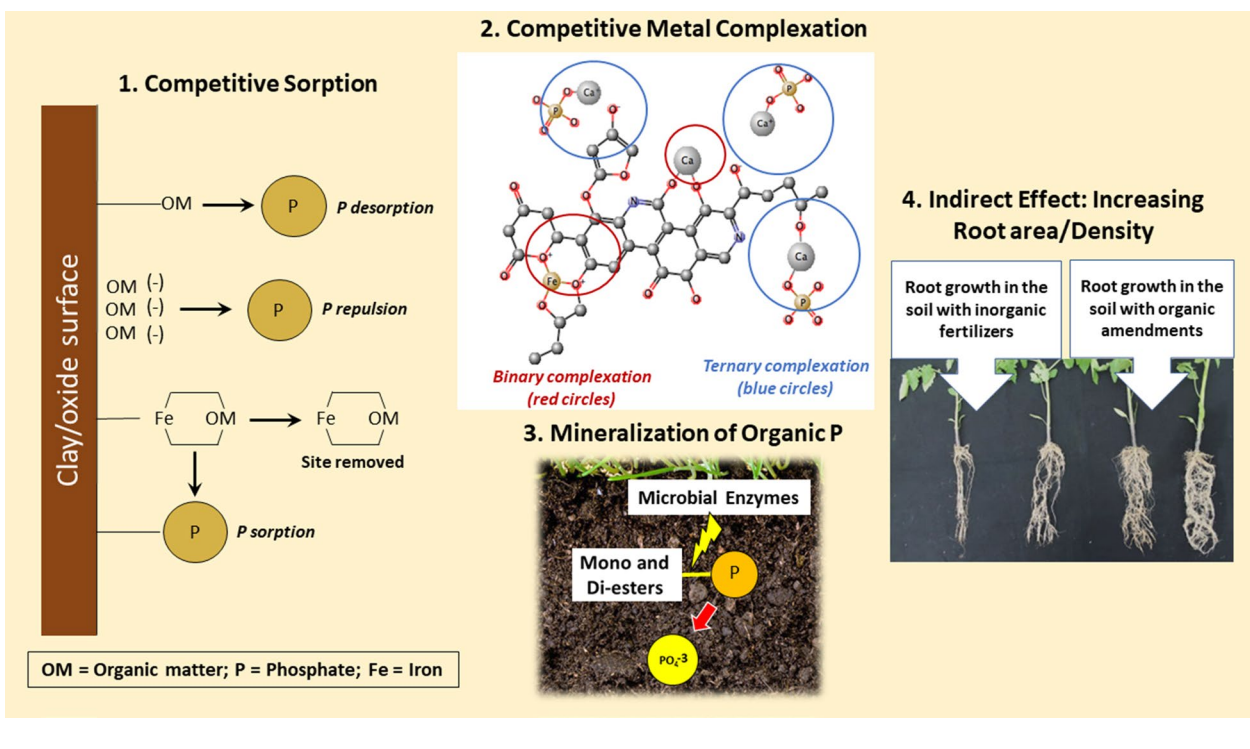 1. Competitive Sorption
Clay/oxide surface
OM
P
P desorption
OM (-)
OM (-)
OM (-)
P
P repulsion
Fe OM
Fe OM
Site removed
P
P sorption
OM = Organic matter; P = Phosphate; Fe = Iron
2. Competitive Metal Complexation
O
P
O
O
O
Ca⁺
O⁻
O
O
O
P
O
O
Ca⁺
Ca
O
O
O⁻
N
N
O
O
O
O⁺
O⁺
Fe
O
O
O
O
Ca
O
P
O
O
O
Binary complexation
(red circles)
Ternary complexation
(blue circles)
3. Mineralization of Organic P
Microbial Enzymes
Mono and
Di-esters
P
PO₄-3
4. Indirect Effect: Increasing
Root area/Density
Root growth in the
soil with inorganic
fertilizers
Root growth in the
soil with organic
amendments